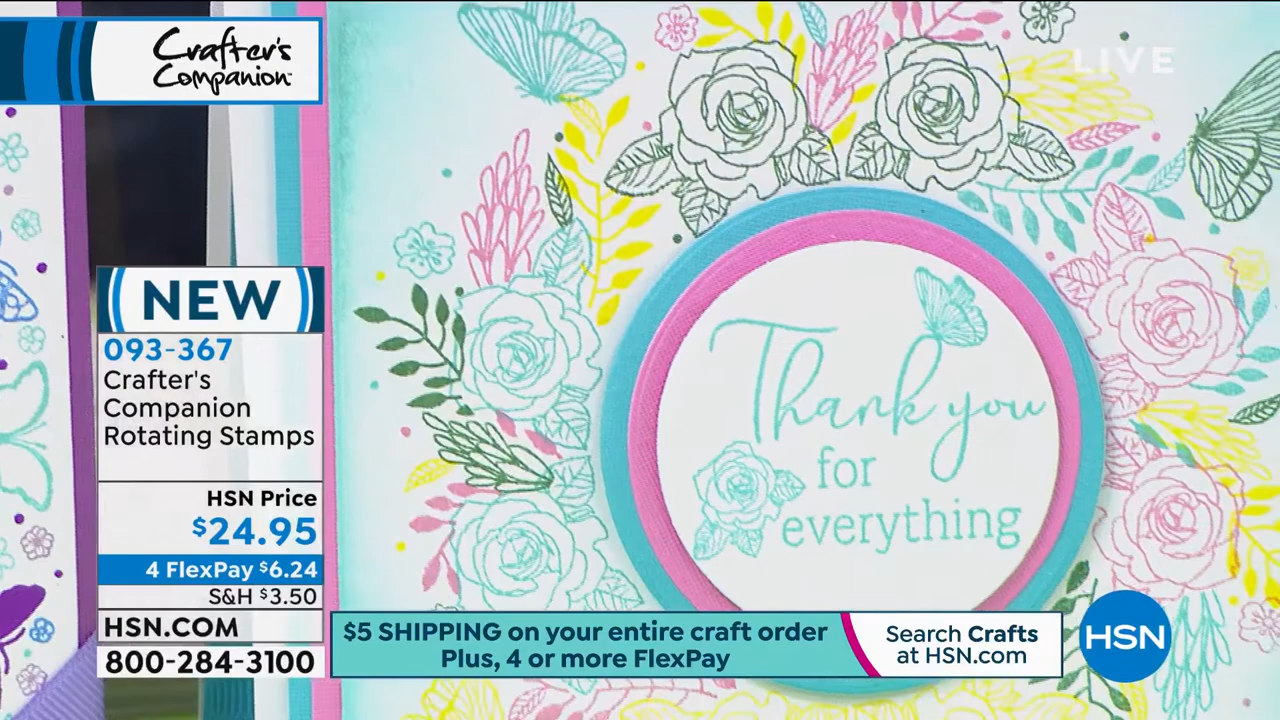 Crafter's
Companion
LIVE
NEW
093-367
Crafter's
Companion
Rotating Stamps
HSN Price
$24.95
4 FlexPay $6.24
S&H $3.50
HSN.COM
800-284-3100
Thank you
for
everything
$5 SHIPPING on your entire craft order
Plus, 4 or more FlexPay
Search Crafts
at HSN.com
HSN